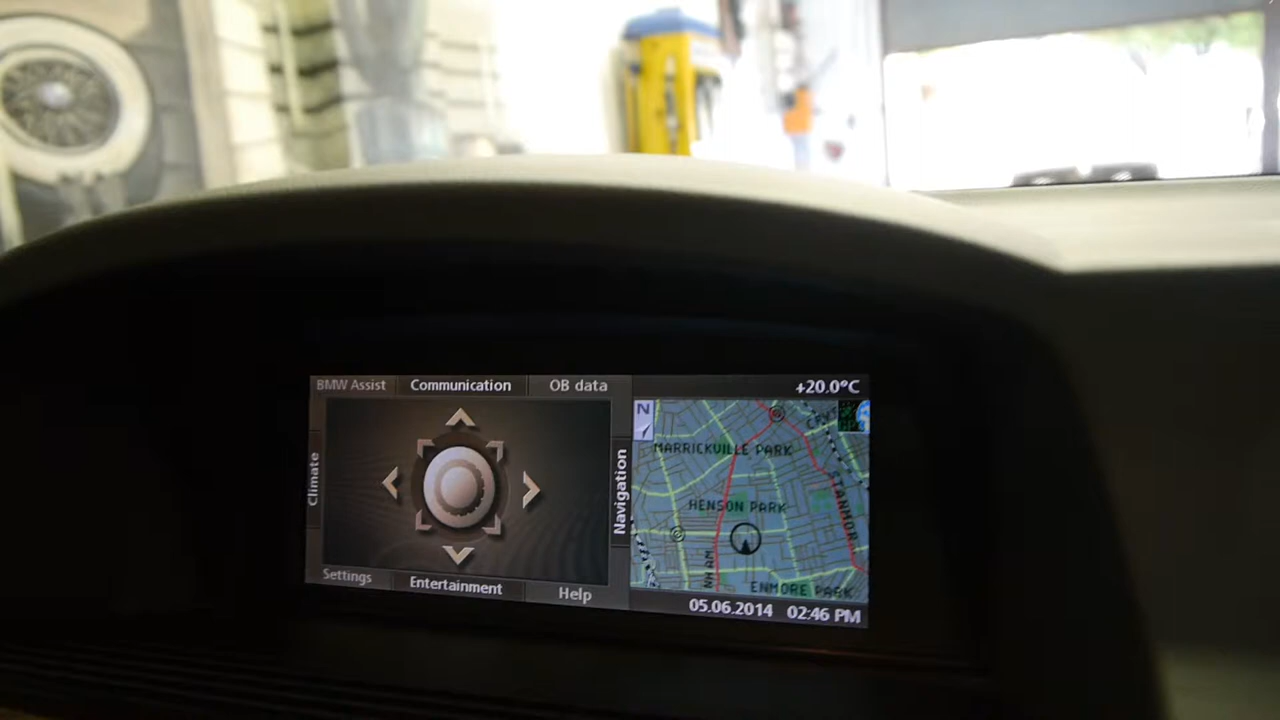 BMW Assist
Communication
OB data
+20.0°C
Climate
Navigation
N
MARRICKVILLE PARK
STANMOR
HENSON PARK
ENMORE PARK
Settings
Entertainment
Help
05.06.2014 02:46 PM